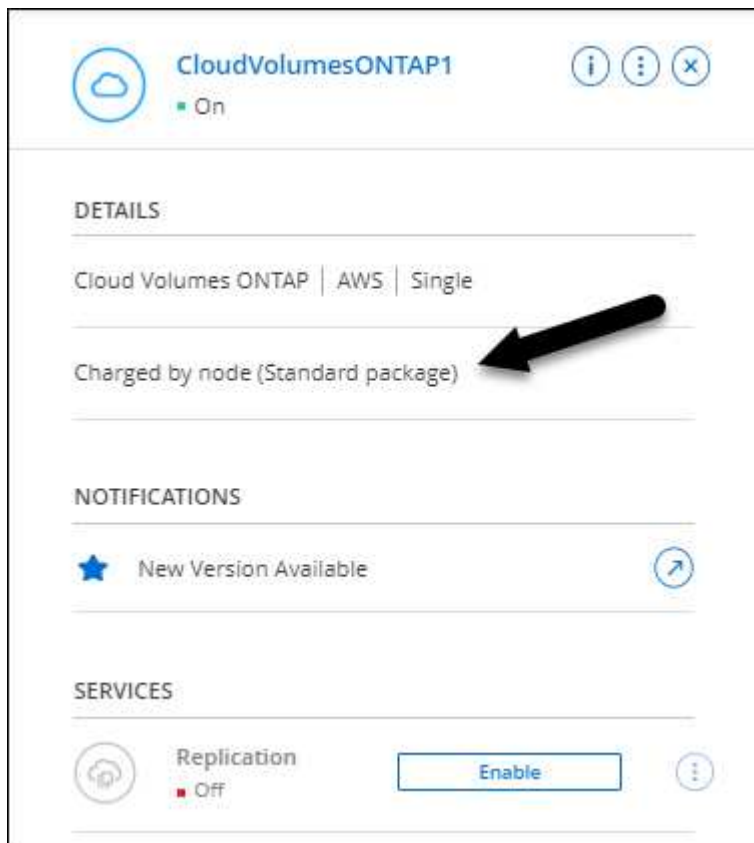 CloudVolumesONTAP1
On
DETAILS
Cloud Volumes ONTAP | AWS | Single
Charged by node (Standard package)
NOTIFICATIONS
New Version Available
SERVICES
Replication
Enable
Off